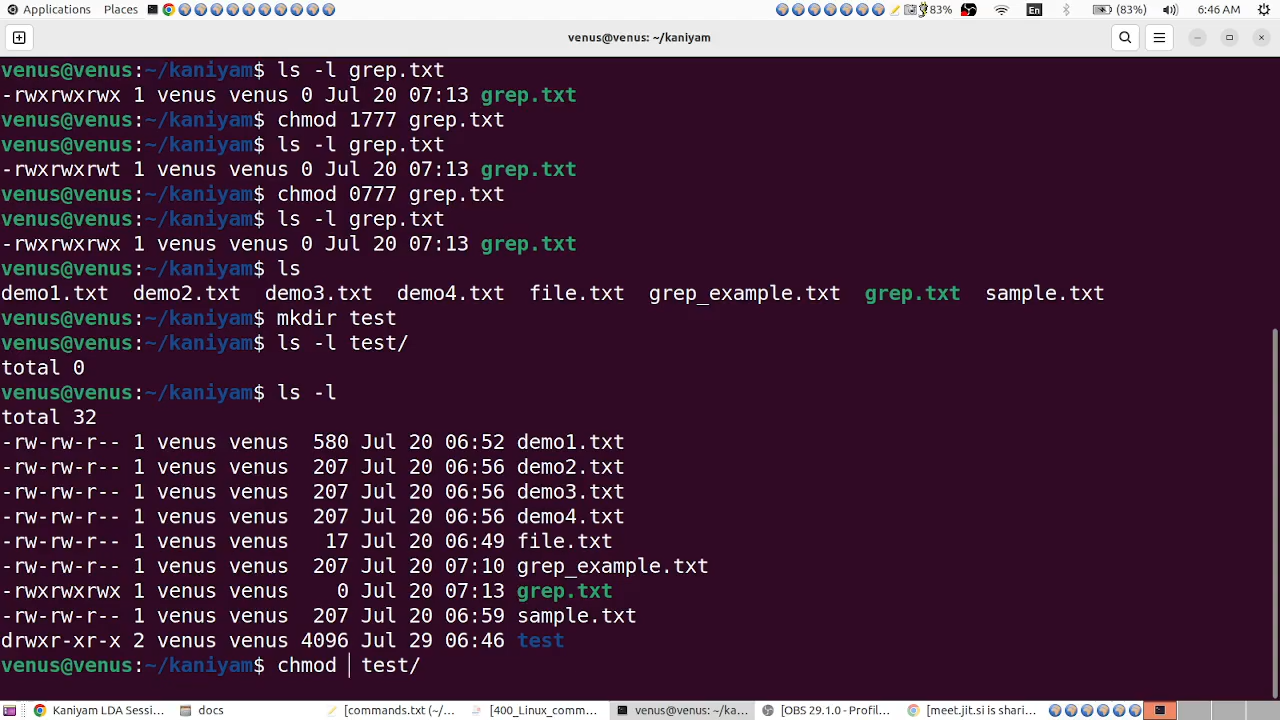 Applications Places 83% En (83%) 6:46 AM
venus@venus: ~/kaniyam
venus@venus:~/kaniyam$ ls -l grep.txt
-rwxrwxrwx 1 venus venus 0 Jul 20 07:13 grep.txt
venus@venus:~/kaniyam$ chmod 1777 grep.txt
venus@venus:~/kaniyam$ ls -l grep.txt
-rwxrwxrwt 1 venus venus 0 Jul 20 07:13 grep.txt
venus@venus:~/kaniyam$ chmod 0777 grep.txt
venus@venus:~/kaniyam$ ls -l grep.txt
-rwxrwxrwx 1 venus venus 0 Jul 20 07:13 grep.txt
venus@venus:~/kaniyam$ ls
demo1.txt demo2.txt demo3.txt demo4.txt file.txt grep_example.txt grep.txt sample.txt
venus@venus:~/kaniyam$ mkdir test
venus@venus:~/kaniyam$ ls -l test/
total 0
venus@venus:~/kaniyam$ ls -l
total 32
-rw-rw-r-- 1 venus venus 580 Jul 20 06:52 demo1.txt
-rw-rw-r-- 1 venus venus 207 Jul 20 06:56 demo2.txt
-rw-rw-r-- 1 venus venus 207 Jul 20 06:56 demo3.txt
-rw-rw-r-- 1 venus venus 207 Jul 20 06:56 demo4.txt
-rw-rw-r-- 1 venus venus 17 Jul 20 06:49 file.txt
-rw-rw-r-- 1 venus venus 207 Jul 20 07:10 grep_example.txt
-rwxrwxrwx 1 venus venus 0 Jul 20 07:13 grep.txt
-rw-rw-r-- 1 venus venus 207 Jul 20 06:59 sample.txt
drwxr-xr-x 2 venus venus 4096 Jul 29 06:46 test
venus@venus:~/kaniyam$ chmod test/
Kaniyam LDA Sessi... docs [commands.txt (~/... [400_Linux_comm... venus@venus: ~/ka... [OBS 29.1.0 - Profil... [meet.jit.si is sharin...